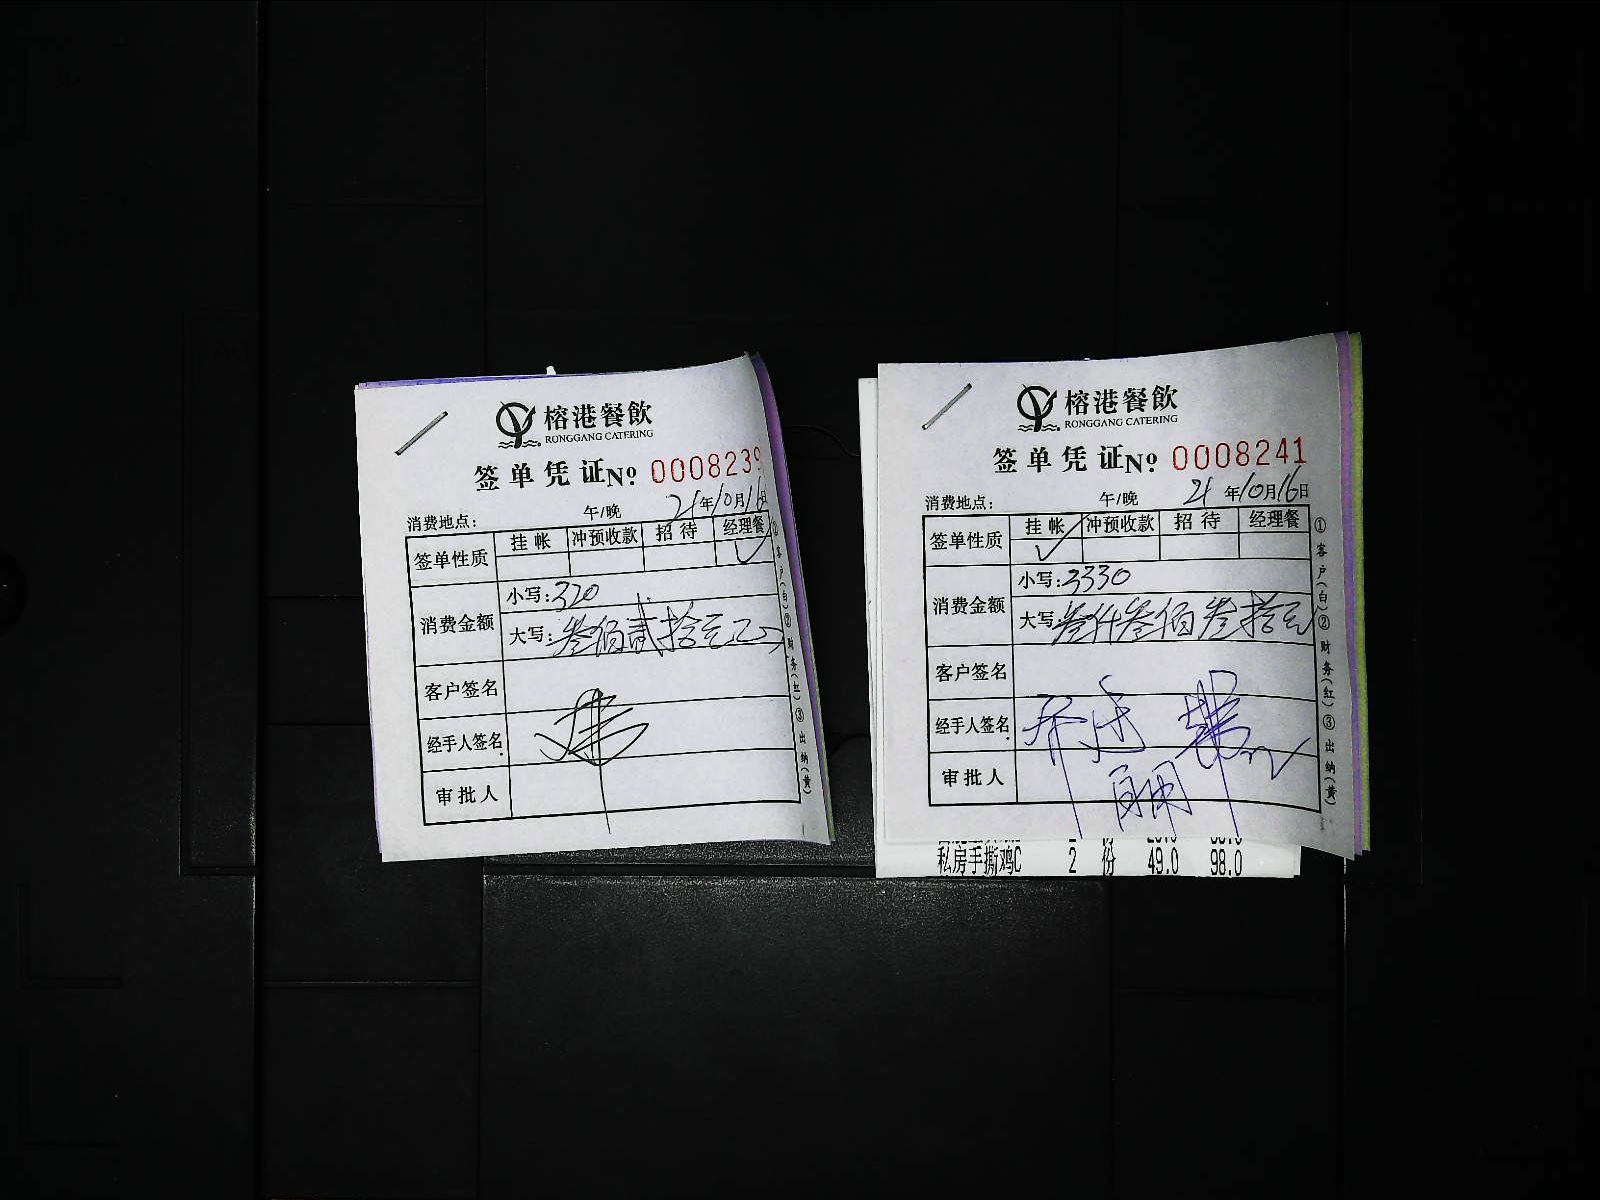 榕港餐飲
RONGGANG CATERING
签单凭证№ 0008239
消费地点: 午/晚 21年10月16日
签单性质 挂帐 冲预收款 招待 经理餐
✓
消费金额 小写:320
大写:叁佰贰拾元正
客户签名
经手人签名
审批人
①客户(白)②财务(红)③出纳(黄)
榕港餐飲
RONGGANG CATERING
签单凭证№ 0008241
消费地点: 午/晚 21年10月16日
签单性质 挂帐 冲预收款 招待 经理餐
✓
消费金额 小写:3330
大写:叁仟叁佰叁拾元
客户签名
经手人签名
审批人
①客户(白)②财务(红)③出纳(黄)
私房手撕鸡C 2 份 49.0 98.0